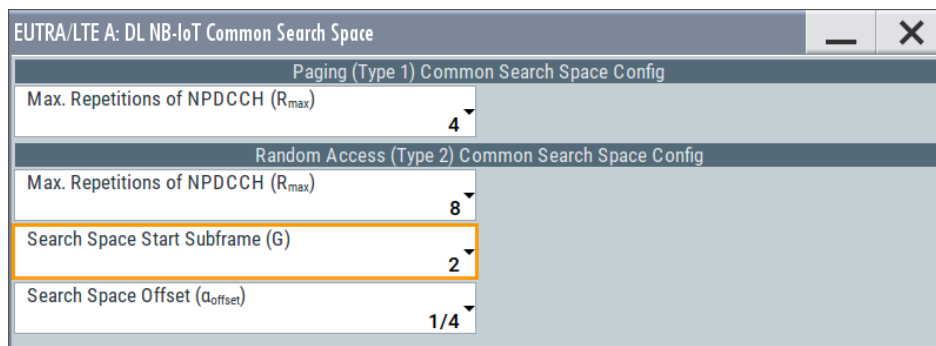 EUTRA/LTE A: DL NB-IoT Common Search Space
Paging (Type 1) Common Search Space Config
Max. Repetitions of NPDCCH (Rmax)
4
Random Access (Type 2) Common Search Space Config
Max. Repetitions of NPDCCH (Rmax)
8
Search Space Start Subframe (G)
2
Search Space Offset (αoffset)
1/4